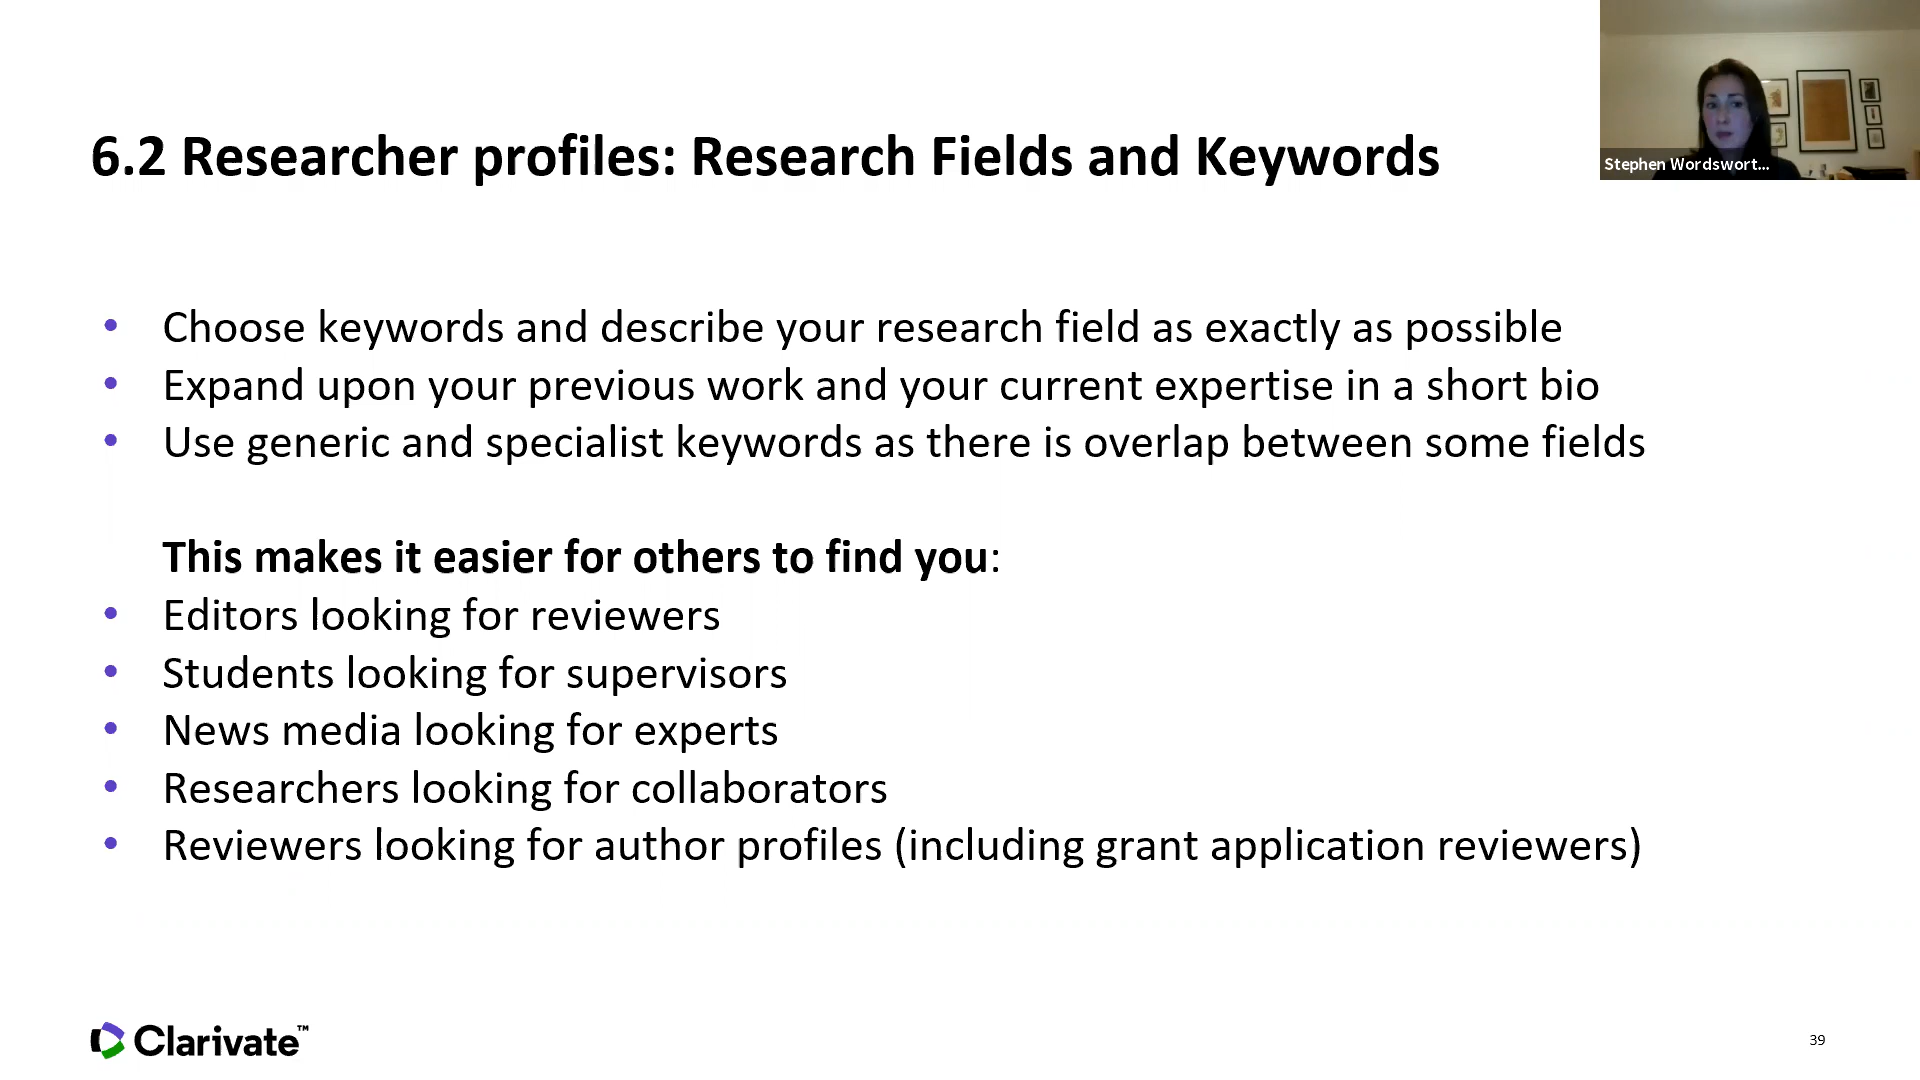 Stephen Wordswort...
6.2 Researcher profiles: Research Fields and Keywords
• Choose keywords and describe your research field as exactly as possible
• Expand upon your previous work and your current expertise in a short bio
• Use generic and specialist keywords as there is overlap between some fields
This makes it easier for others to find you:
• Editors looking for reviewers
• Students looking for supervisors
• News media looking for experts
• Researchers looking for collaborators
• Reviewers looking for author profiles (including grant application reviewers)
Clarivate™
39